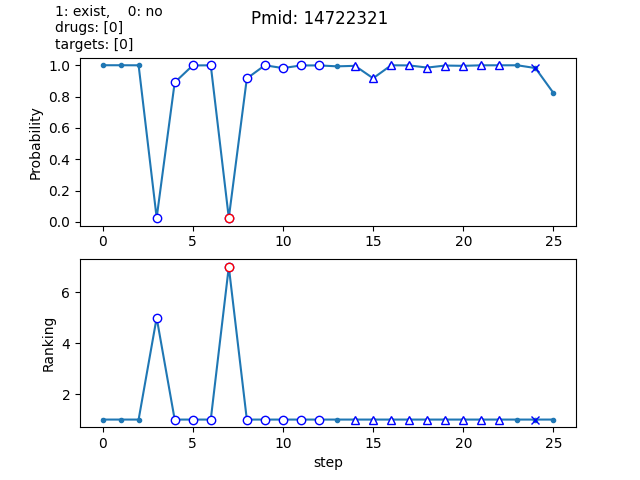 1: exist,    0: no
drugs: [0]
targets: [0]
Pmid: 14722321
1.0
0.8
0.6
0.4
0.2
0.0
Probability
0 5 10 15 20 25
6
4
2
Ranking
0 5 10 15 20 25
step